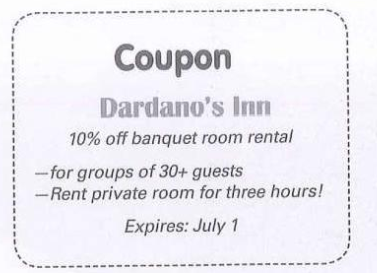 Coupon
Dardano's Inn
10% off banquet room rental
—for groups of 30+ guests
—Rent private room for three hours!
Expires: July 1